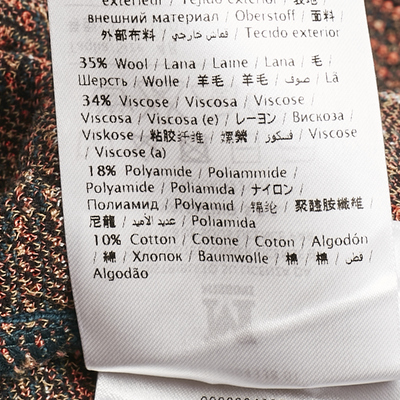 внешний материал / Oberstoff / 面料
外部布料 / قماش خارجي / Tecido exterior
35% Wool / Lana / Laine / Lana / 毛 /
Шерсть / Wolle / 羊毛 / 羊毛 / صوف / Lã
34% Viscose / Viscosa / Viscose /
Viscosa / Viscosa (e) / レーヨン / Вискоза /
Viskose / 粘胶纤维 / 嫘縈 / فسكوز / Viscose
/ Viscose (a)
18% Polyamide / Poliammide /
Polyamide / Poliamida / ナイロン /
Полиамид / Polyamid / 锦纶 / 聚醯胺纖維 /
尼龍 / عديد الأميد / Poliamida
10% Cotton / Cotone / Coton / Algodón
/ 綿 / Хлопок / Baumwolle / 棉 / 棉 / قطن /
Algodão